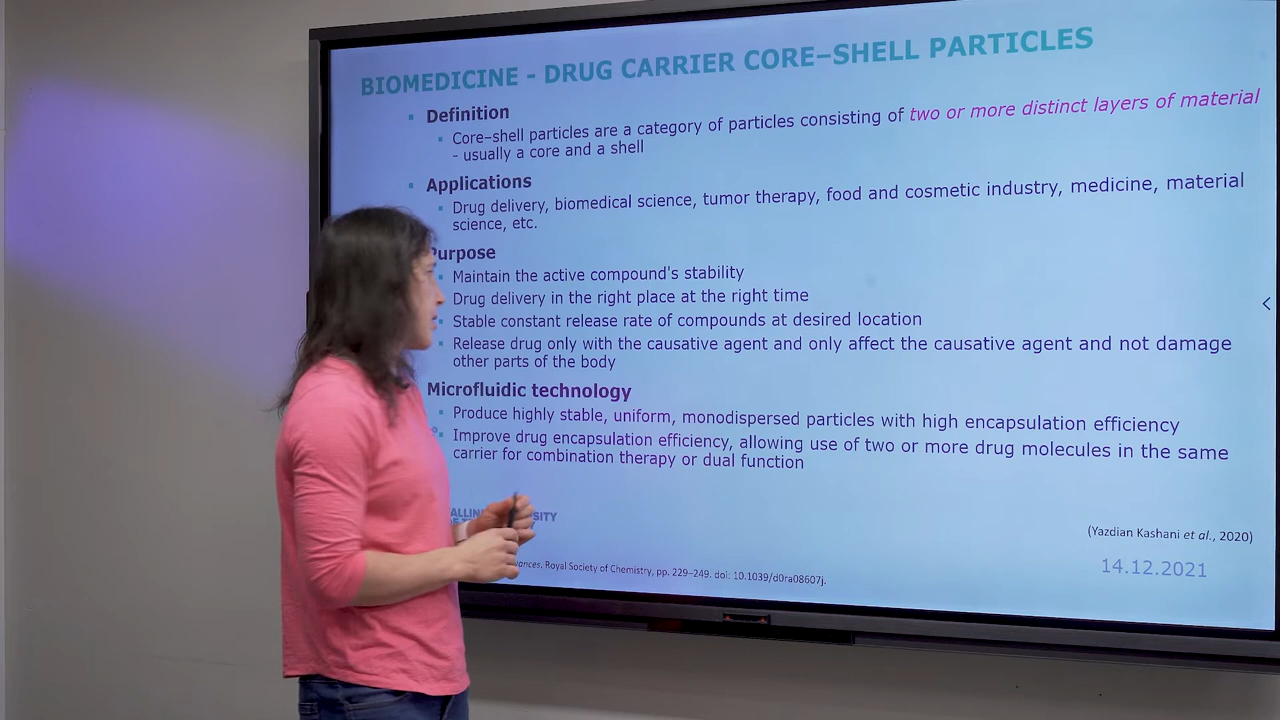 BIOMEDICINE - DRUG CARRIER CORE–SHELL PARTICLES
Definition
Core–shell particles are a category of particles consisting of two or more distinct layers of material
- usually a core and a shell
Applications
Drug delivery, biomedical science, tumor therapy, food and cosmetic industry, medicine, material
science, etc.
Purpose
Maintain the active compound's stability
Drug delivery in the right place at the right time
Stable constant release rate of compounds at desired location
Release drug only with the causative agent and only affect the causative agent and not damage
other parts of the body
Microfluidic technology
Produce highly stable, uniform, monodispersed particles with high encapsulation efficiency
Improve drug encapsulation efficiency, allowing use of two or more drug molecules in the same
carrier for combination therapy or dual function
(Yazdian Kashani et al., 2020)
Royal Society of Chemistry, pp. 229–249. doi: 10.1039/d0ra08607j.
14.12.2021